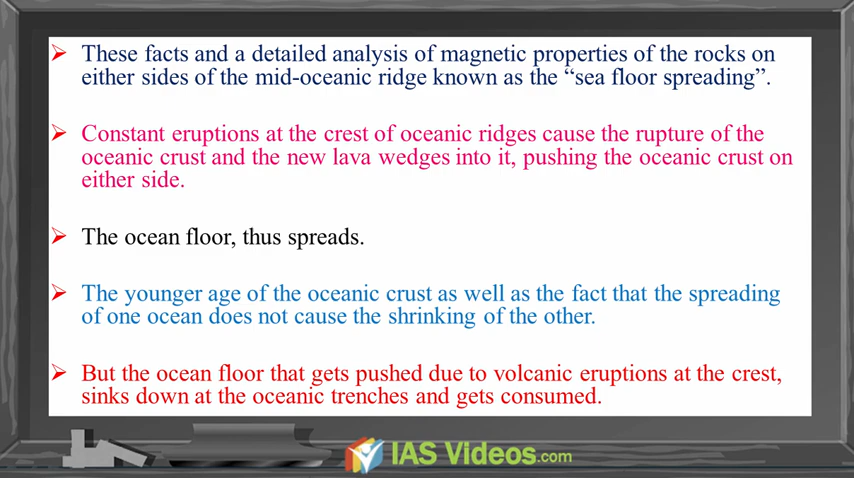 These facts and a detailed analysis of magnetic properties of the rocks on
either sides of the mid-oceanic ridge known as the “sea floor spreading”.
Constant eruptions at the crest of oceanic ridges cause the rupture of the
oceanic crust and the new lava wedges into it, pushing the oceanic crust on
either side.
The ocean floor, thus spreads.
The younger age of the oceanic crust as well as the fact that the spreading
of one ocean does not cause the shrinking of the other.
But the ocean floor that gets pushed due to volcanic eruptions at the crest,
sinks down at the oceanic trenches and gets consumed.
IAS Videos.com